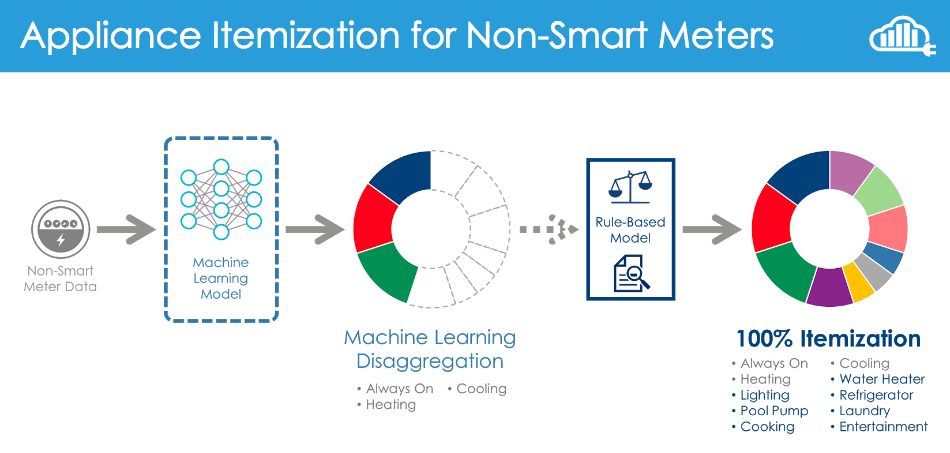 Appliance Itemization for Non-Smart Meters
Non-Smart
Meter Data
Machine
Learning
Model
Machine Learning
Disaggregation
• Always On • Cooling
• Heating
Rule-Based
Model
100% Itemization
• Always On
• Heating
• Lighting
• Pool Pump
• Cooking
• Cooling
• Water Heater
• Refrigerator
• Laundry
• Entertainment